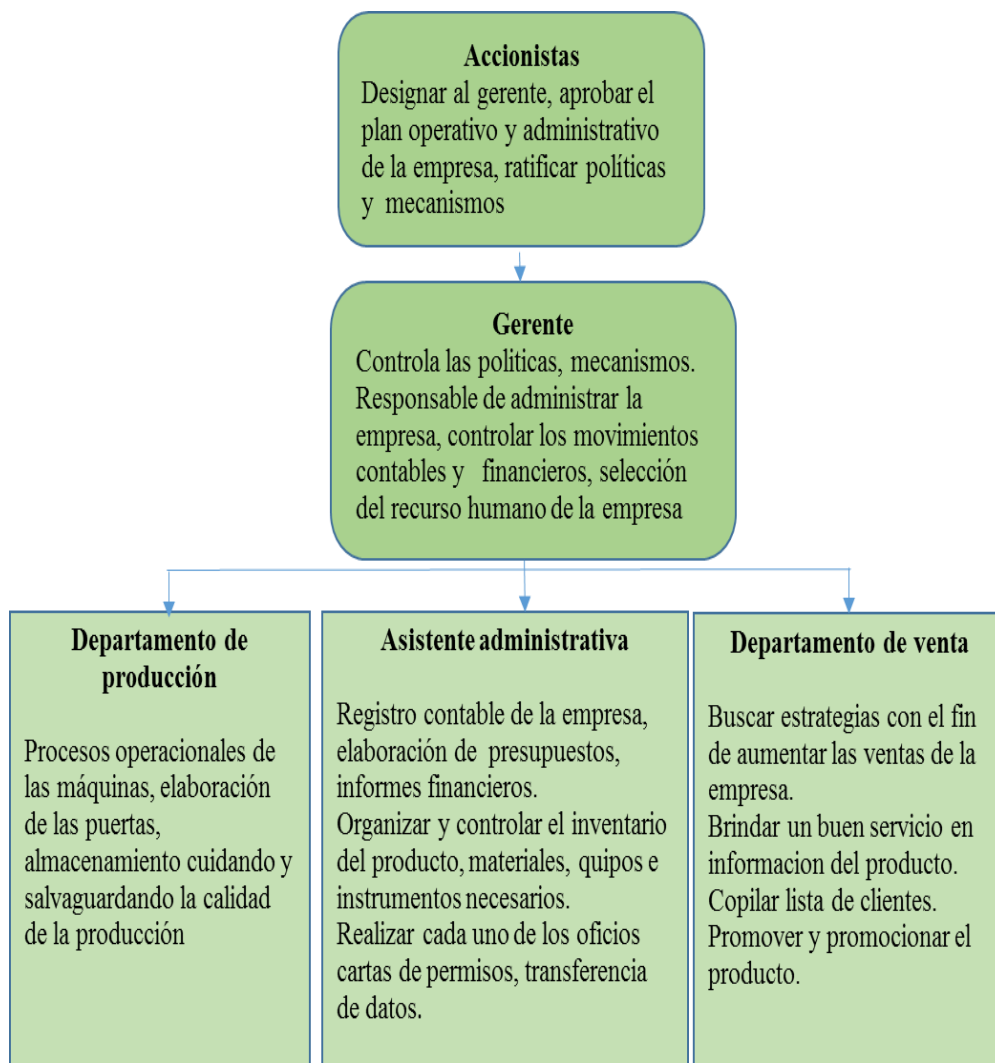 Accionistas
Designar al gerente, aprobar el
plan operativo y administrativo
de la empresa, ratificar políticas
y mecanismos
Gerente
Controla las politicas, mecanismos.
Responsable de administrar la
empresa, controlar los movimientos
contables y financieros, selección
del recurso humano de la empresa
Departamento de
producción
Procesos operacionales de
las máquinas, elaboración
de las puertas,
almacenamiento cuidando y
salvaguardando la calidad
de la producción
Asistente administrativa
Registro contable de la empresa,
elaboración de presupuestos,
informes financieros.
Organizar y controlar el inventario
del producto, materiales, quipos e
instrumentos necesarios.
Realizar cada uno de los oficios
cartas de permisos, transferencia
de datos.
Departamento de venta
Buscar estrategias con el fin
de aumentar las ventas de la
empresa.
Brindar un buen servicio en
informacion del producto.
Copilar lista de clientes.
Promover y promocionar el
producto.